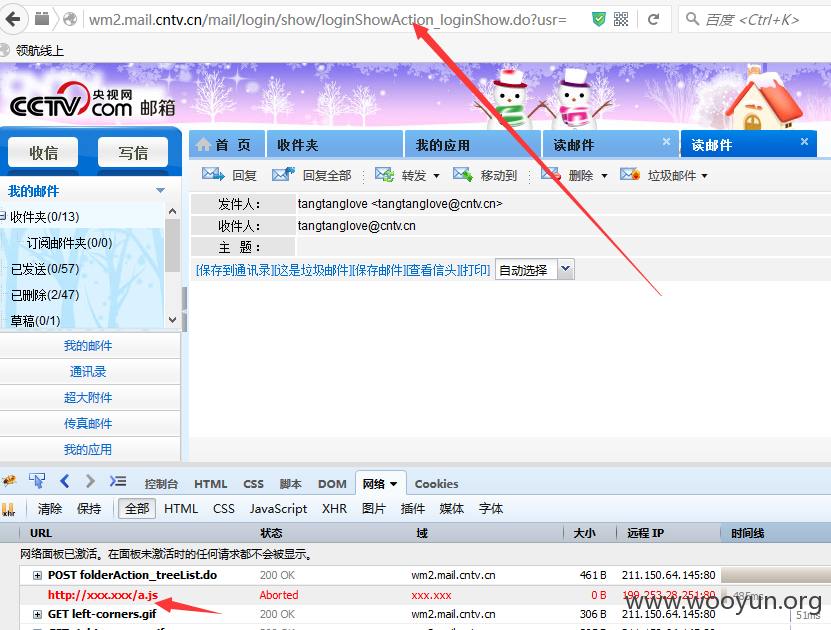 wm2.mail.cntv.cn/mail/login/show/loginShowAction_loginShow.do?usr=
百度 <Ctrl+K>
领航线上
CCTV.com 央视网 邮箱
收信 写信
首 页 收件夹 我的应用 读邮件 × 读邮件 ×
回复 回复全部 转发 移动到 删除 垃圾邮件
我的邮件
收件夹(0/13)
订阅邮件夹(0/0)
已发送(0/57)
已删除(2/47)
草稿(0/1)
发件人： tangtanglove <tangtanglove@cntv.cn>
收件人： tangtanglove@cntv.cn
主 题：
[保存到通讯录][这是垃圾邮件][保存邮件][查看信头][打印] 自动选择
我的邮件
通讯录
超大附件
传真邮件
我的应用
控制台 HTML CSS 脚本 DOM 网络 Cookies
xhr 清除 保持 全部 HTML CSS JavaScript XHR 图片 插件 媒体 字体
URL 状态 域 大小 远程 IP 时间线
网络面板已激活。在面板未激活时的任何请求都不会被显示。
POST folderAction_treeList.do 200 OK wm2.mail.cntv.cn 461 B 211.150.64.145:80
http://xxx.xxx/a.js Aborted xxx.xxx 0 B 199.253.28.251:80 485ms
GET left-corners.gif 200 OK wm2.mail.cntv.cn 306 B 211.150.64.145:80 51ms
www.wooyun.org